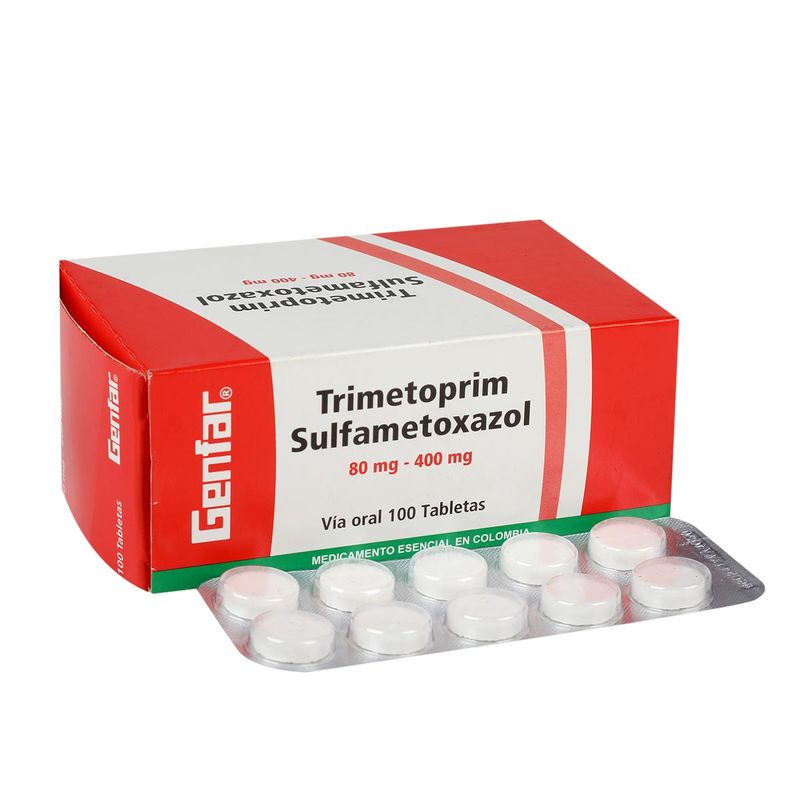 Trimetoprim
Sulfametoxazol
80 mg - 400 mg
Genfar®
100 Tabletas
Genfar®
Trimetoprim
Sulfametoxazol
80 mg - 400 mg
Vía oral 100 Tabletas
MEDICAMENTO ESENCIAL EN COLOMBIA